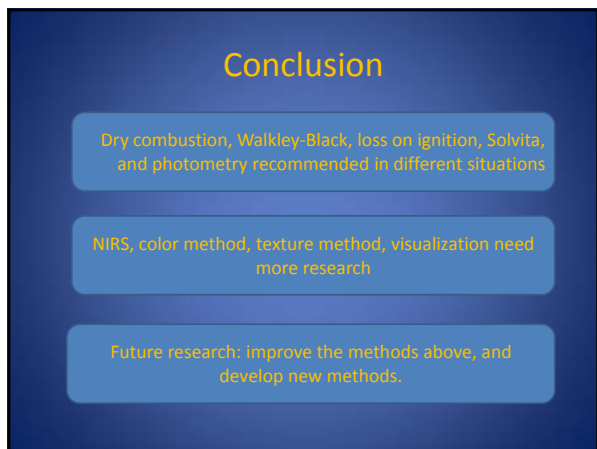 Conclusion
Dry combustion, Walkley-Black, loss on ignition, Solvita,
and photometry recommended in different situations
NIRS, color method, texture method, visualization need
more research
Future research: improve the methods above, and
develop new methods.